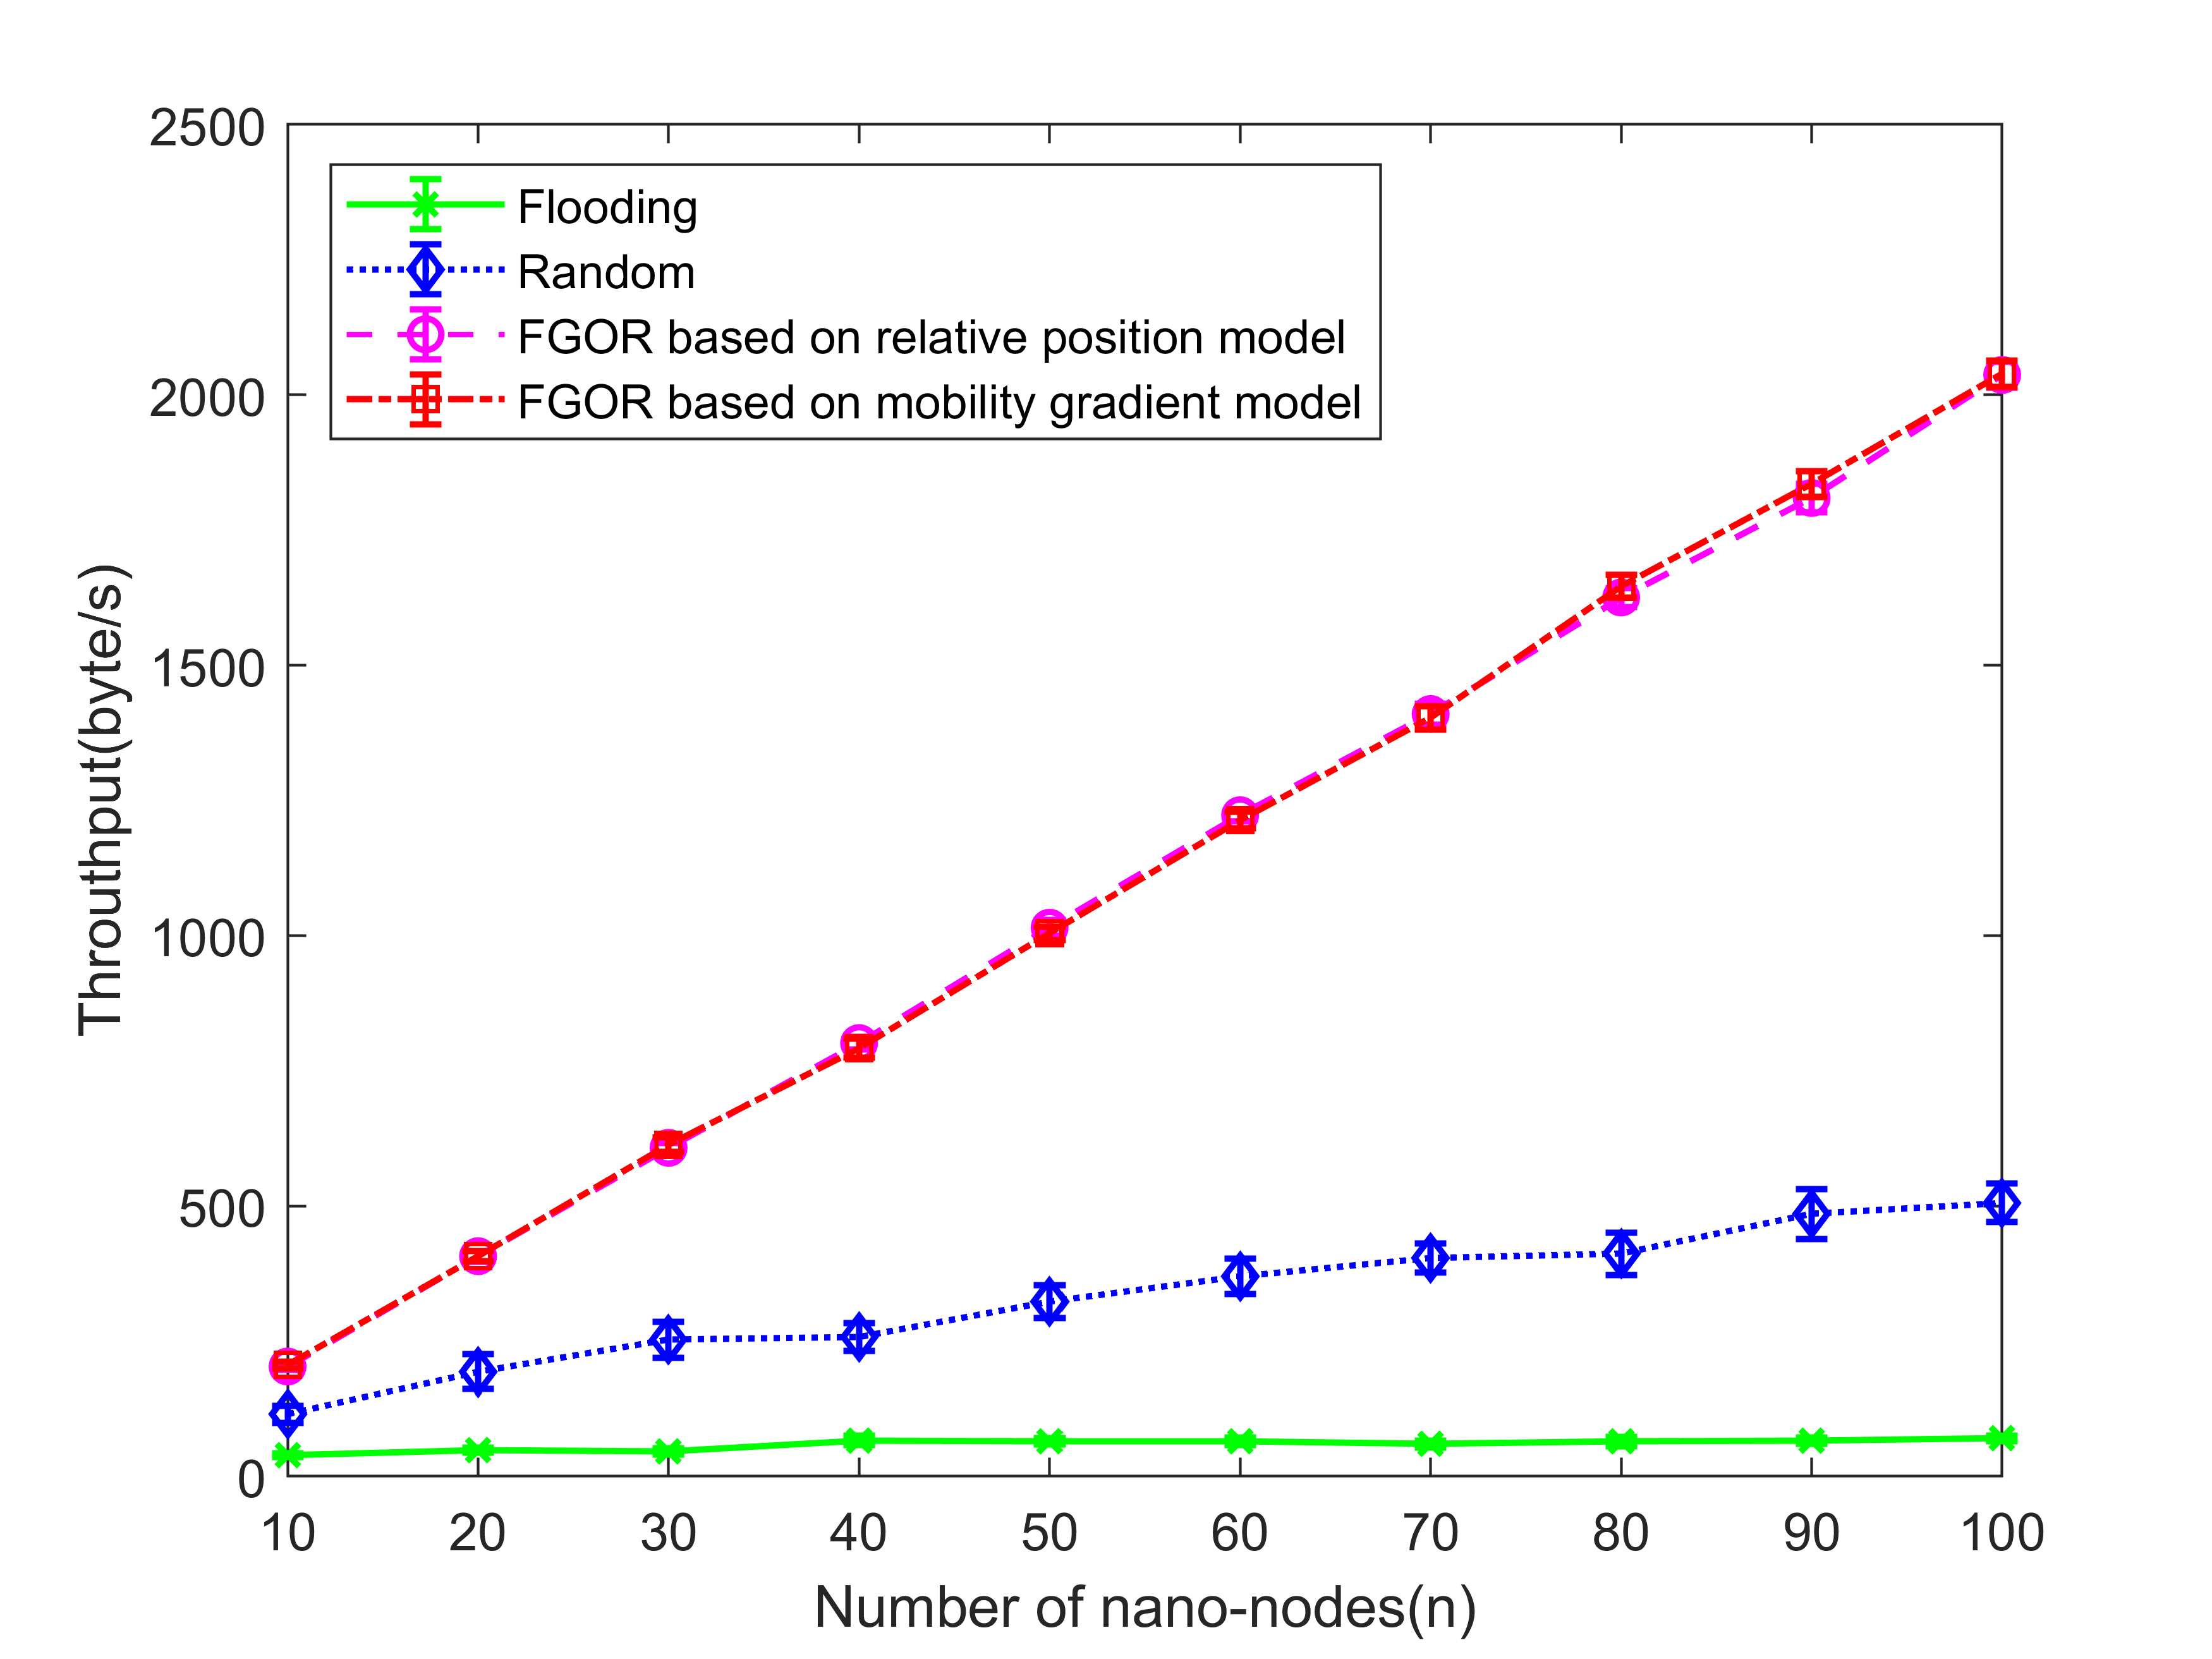 2500
2000
1500
1000
500
0
Flooding
Random
FGOR based on relative position model
FGOR based on mobility gradient model
Throuthput(byte/s)
10 20 30 40 50 60 70 80 90 100
Number of nano-nodes(n)